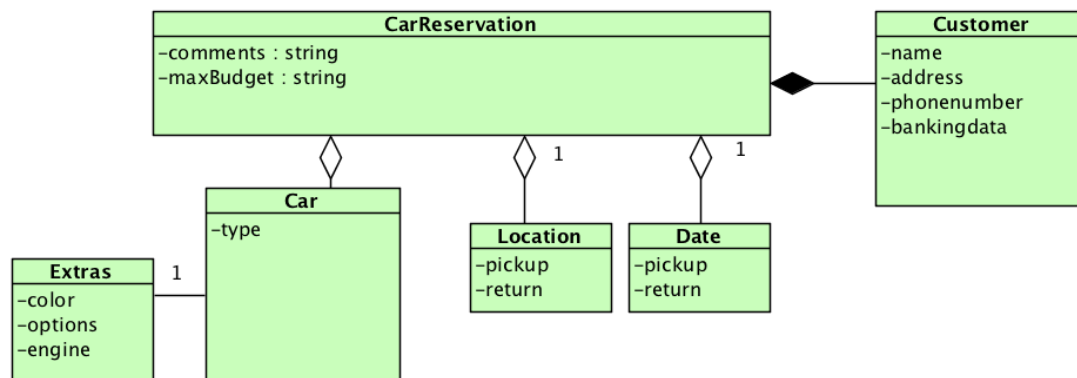 CarReservation
-comments : string
-maxBudget : string
Customer
-name
-address
-phonenumber
-bankingdata
1
1
Car
-type
Location
-pickup
-return
Date
-pickup
-return
Extras
-color
-options
-engine
1